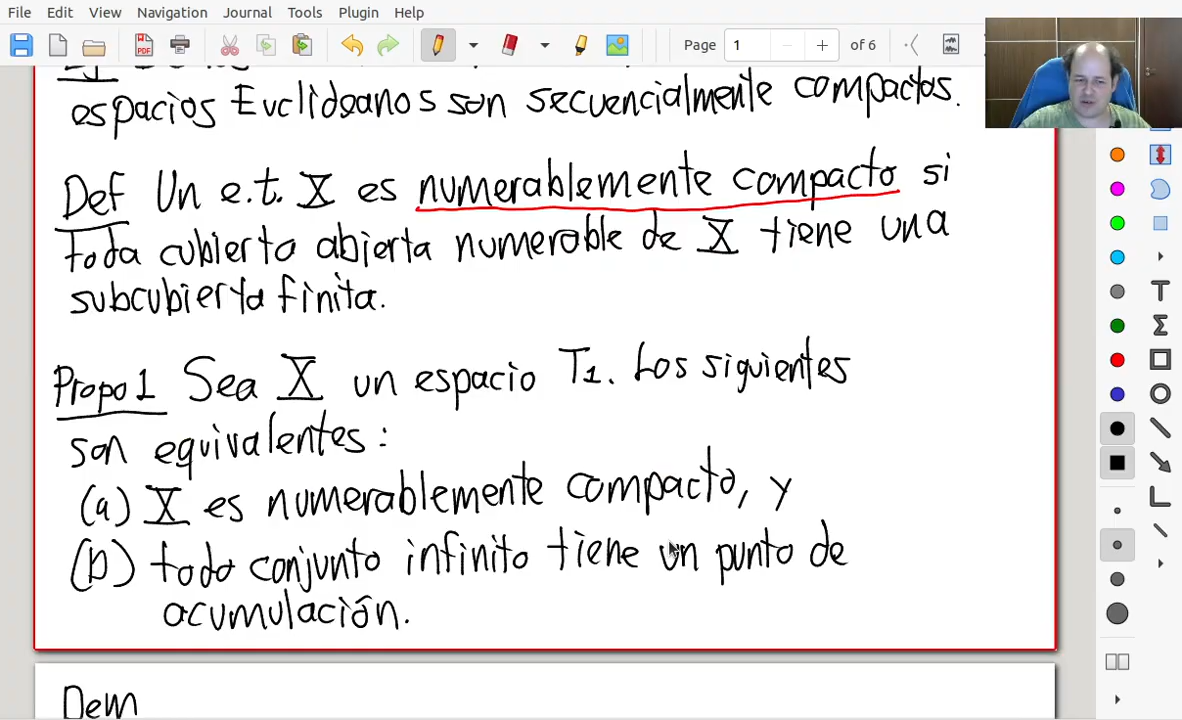 File Edit View Navigation Journal Tools Plugin Help
Page 1 of 6
espacios Euclideanos son secuencialmente compactos.
Def Un e.t. X es numerablemente compacto si
toda cubierta abierta numerable de X tiene una
subcubierta finita.
Propo 1 Sea X un espacio T1. Los siguientes
son equivalentes:
(a) X es numerablemente compacto, y
(b) todo conjunto infinito tiene un punto de
acumulación.
Dem